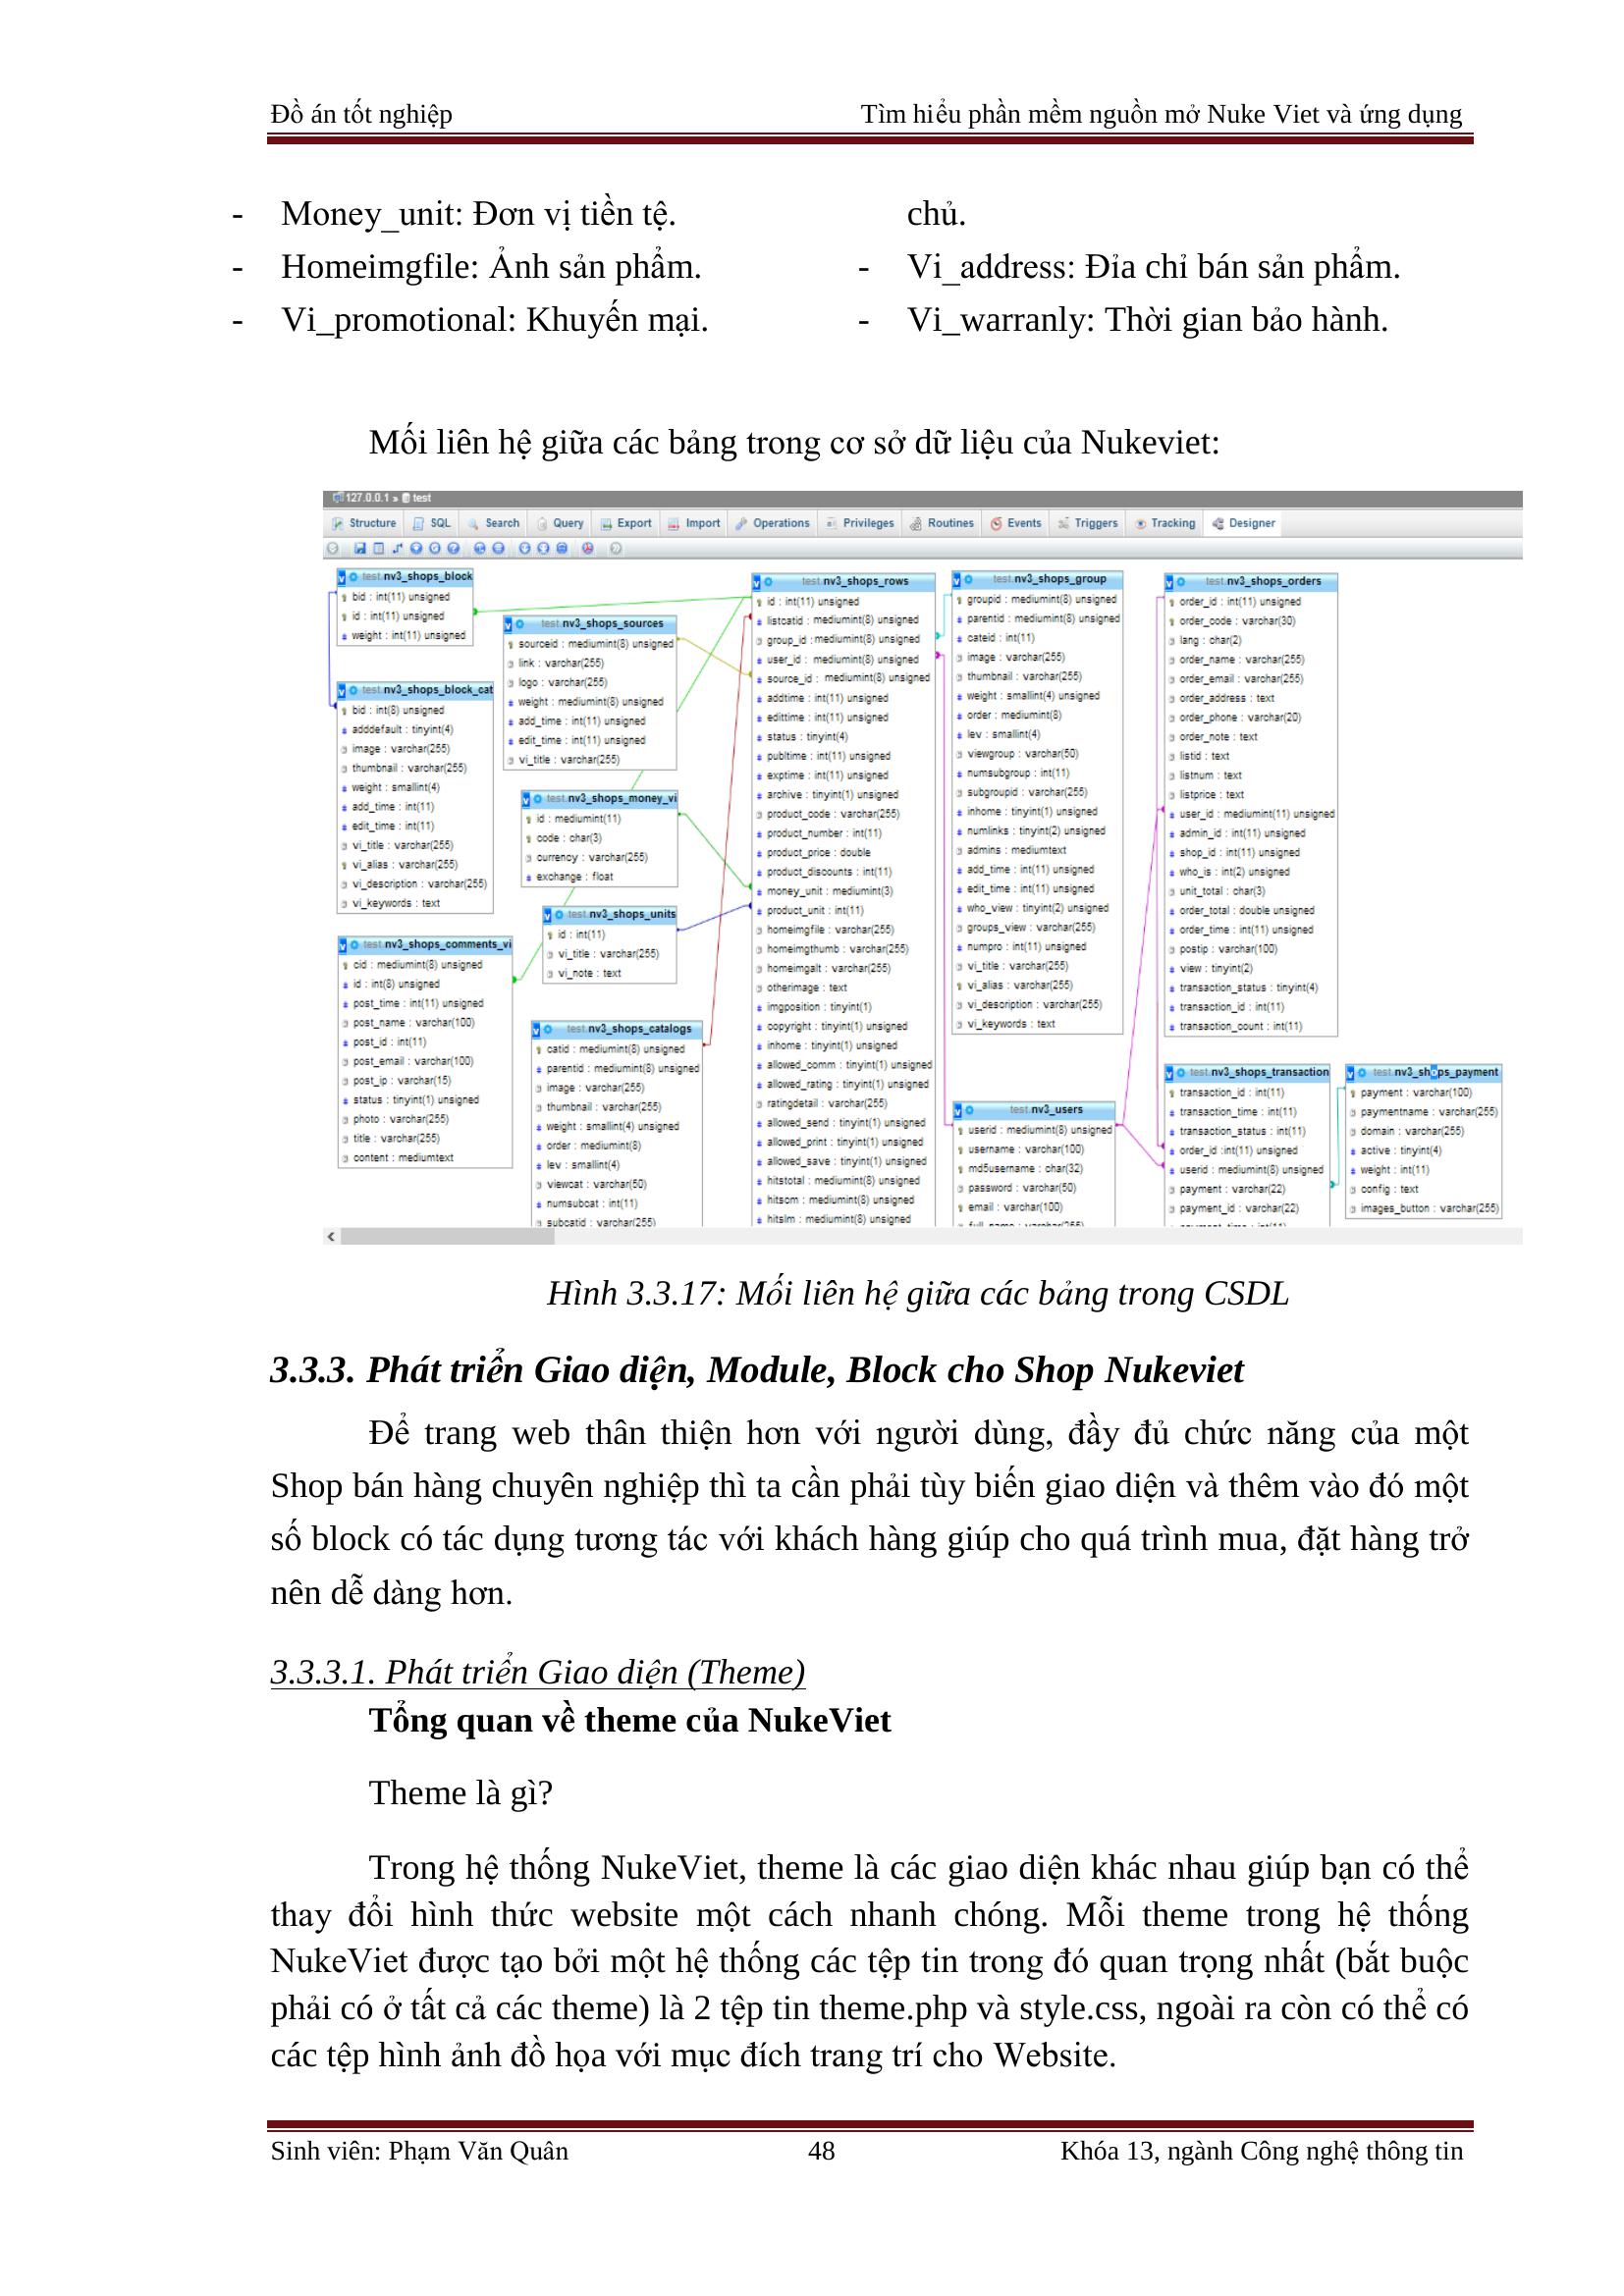 Đồ án tốt nghiệp
Tìm hiểu phần mềm nguồn mở Nuke Viet và ứng dụng
- Money_unit: Đơn vị tiền tệ.
- Homeimgfile: Ảnh sản phẩm.
- Vi_promotional: Khuyến mại.
chủ.
- Vi_address: Đỉa chỉ bán sản phẩm.
- Vi_warranly: Thời gian bảo hành.
Mối liên hệ giữa các bảng trong cơ sở dữ liệu của Nukeviet:
127.0.0.1 » test
Structure SQL Search Query Export Import Operations Privileges Routines Events Triggers Tracking Designer
test.nv3_shops_block
bid : int(11) unsigned
id : int(11) unsigned
weight : int(11) unsigned
test.nv3_shops_block_cat
bid : int(8) unsigned
adddefault : tinyint(4)
image : varchar(255)
thumbnail : varchar(255)
weight : smallint(4)
add_time : int(11)
edit_time : int(11)
vi_title : varchar(255)
vi_alias : varchar(255)
vi_description : varchar(255)
vi_keywords : text
test.nv3_shops_comments_vi
cid : mediumint(8) unsigned
id : int(8) unsigned
post_time : int(11) unsigned
post_name : varchar(100)
post_id : int(11)
post_email : varchar(100)
post_ip : varchar(15)
status : tinyint(1) unsigned
photo : varchar(255)
title : varchar(255)
content : mediumtext
test.nv3_shops_sources
sourceid : mediumint(8) unsigned
link : varchar(255)
logo : varchar(255)
weight : mediumint(8) unsigned
add_time : int(11) unsigned
edit_time : int(11) unsigned
vi_title : varchar(255)
test.nv3_shops_money_vi
id : mediumint(11)
code : char(3)
currency : varchar(255)
exchange : float
test.nv3_shops_units
id : int(11)
vi_title : varchar(255)
vi_note : text
test.nv3_shops_catalogs
catid : mediumint(8) unsigned
parentid : mediumint(8) unsigned
image : varchar(255)
thumbnail : varchar(255)
weight : smallint(4) unsigned
order : mediumint(8)
lev : smallint(4)
viewcat : varchar(50)
numsubcat : int(11)
subcatid : varchar(255)
test.nv3_shops_rows
id : int(11) unsigned
listcatid : mediumint(8) unsigned
group_id : mediumint(8) unsigned
user_id : mediumint(8) unsigned
source_id : mediumint(8) unsigned
addtime : int(11) unsigned
edittime : int(11) unsigned
status : tinyint(4)
publtime : int(11) unsigned
exptime : int(11) unsigned
archive : tinyint(1) unsigned
product_code : varchar(255)
product_number : int(11)
product_price : double
product_discounts : int(11)
money_unit : mediumint(3)
product_unit : int(11)
homeimgfile : varchar(255)
homeimgthumb : varchar(255)
homeimgalt : varchar(255)
otherimage : text
imgposition : tinyint(1)
copyright : tinyint(1) unsigned
inhome : tinyint(1) unsigned
allowed_comm : tinyint(1) unsigned
allowed_rating : tinyint(1) unsigned
ratingdetail : varchar(255)
allowed_send : tinyint(1) unsigned
allowed_print : tinyint(1) unsigned
allowed_save : tinyint(1) unsigned
hitstotal : mediumint(8) unsigned
hitscm : mediumint(8) unsigned
hitslm : mediumint(8) unsigned
test.nv3_shops_group
groupid : mediumint(8) unsigned
parentid : mediumint(8) unsigned
cateid : int(11)
image : varchar(255)
thumbnail : varchar(255)
weight : smallint(4) unsigned
order : mediumint(8)
lev : smallint(4)
viewgroup : varchar(50)
numsubgroup : int(11)
subgroupid : varchar(255)
inhome : tinyint(1) unsigned
numlinks : tinyint(2) unsigned
admins : mediumtext
add_time : int(11) unsigned
edit_time : int(11) unsigned
who_view : tinyint(2) unsigned
groups_view : varchar(255)
numpro : int(11) unsigned
vi_title : varchar(255)
vi_alias : varchar(255)
vi_description : varchar(255)
vi_keywords : text
test.nv3_users
userid : mediumint(8) unsigned
username : varchar(100)
md5username : char(32)
password : varchar(50)
email : varchar(100)
full_name : varchar(255)
test.nv3_shops_orders
order_id : int(11) unsigned
order_code : varchar(30)
lang : char(2)
order_name : varchar(255)
order_email : varchar(255)
order_address : text
order_phone : varchar(20)
order_note : text
listid : text
listnum : text
listprice : text
user_id : mediumint(11) unsigned
admin_id : int(11) unsigned
shop_id : int(11) unsigned
who_is : int(2) unsigned
unit_total : char(3)
order_total : double unsigned
order_time : int(11) unsigned
postip : varchar(100)
view : tinyint(2)
transaction_status : tinyint(4)
transaction_id : int(11)
transaction_count : int(11)
test.nv3_shops_transaction
transaction_id : int(11)
transaction_time : int(11)
transaction_status : int(11)
order_id :int(11) unsigned
userid : mediumint(8) unsigned
payment : varchar(22)
payment_id : varchar(22)
payment_time : int(11)
test.nv3_shops_payment
payment : varchar(100)
paymentname : varchar(255)
domain : varchar(255)
active : tinyint(4)
weight : int(11)
config : text
images_button : varchar(255)
Hình 3.3.17: Mối liên hệ giữa các bảng trong CSDL
3.3.3. Phát triển Giao diện, Module, Block cho Shop Nukeviet
Để trang web thân thiện hơn với người dùng, đầy đủ chức năng của một
Shop bán hàng chuyên nghiệp thì ta cần phải tùy biến giao diện và thêm vào đó một
số block có tác dụng tương tác với khách hàng giúp cho quá trình mua, đặt hàng trở
nên dễ dàng hơn.
3.3.3.1. Phát triển Giao diện (Theme)
Tổng quan về theme của NukeViet
Theme là gì?
Trong hệ thống NukeViet, theme là các giao diện khác nhau giúp bạn có thể
thay đổi hình thức website một cách nhanh chóng. Mỗi theme trong hệ thống
NukeViet được tạo bởi một hệ thống các tệp tin trong đó quan trọng nhất (bắt buộc
phải có ở tất cả các theme) là 2 tệp tin theme.php và style.css, ngoài ra còn có thể có
các tệp hình ảnh đồ họa với mục đích trang trí cho Website.
Sinh viên: Phạm Văn Quân
48
Khóa 13, ngành Công nghệ thông tin